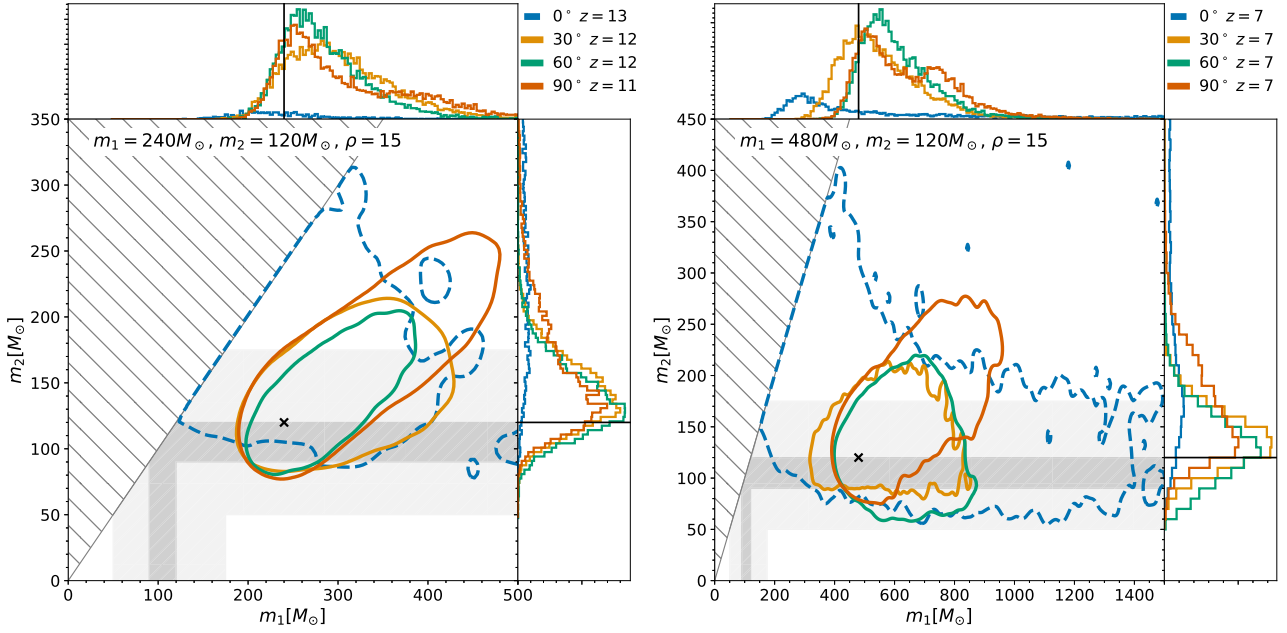 0° z = 13
30° z = 12
60° z = 12
90° z = 11
m₁ = 240M⊙, m₂ = 120M⊙, ρ = 15
350
300
250
200
150
100
50
0
m₂[M⊙]
0 100 200 300 400 500
m₁[M⊙]
0° z = 7
30° z = 7
60° z = 7
90° z = 7
m₁ = 480M⊙, m₂ = 120M⊙, ρ = 15
450
400
350
300
250
200
150
100
50
0
m₂[M⊙]
0 200 400 600 800 1000 1200 1400
m₁[M⊙]